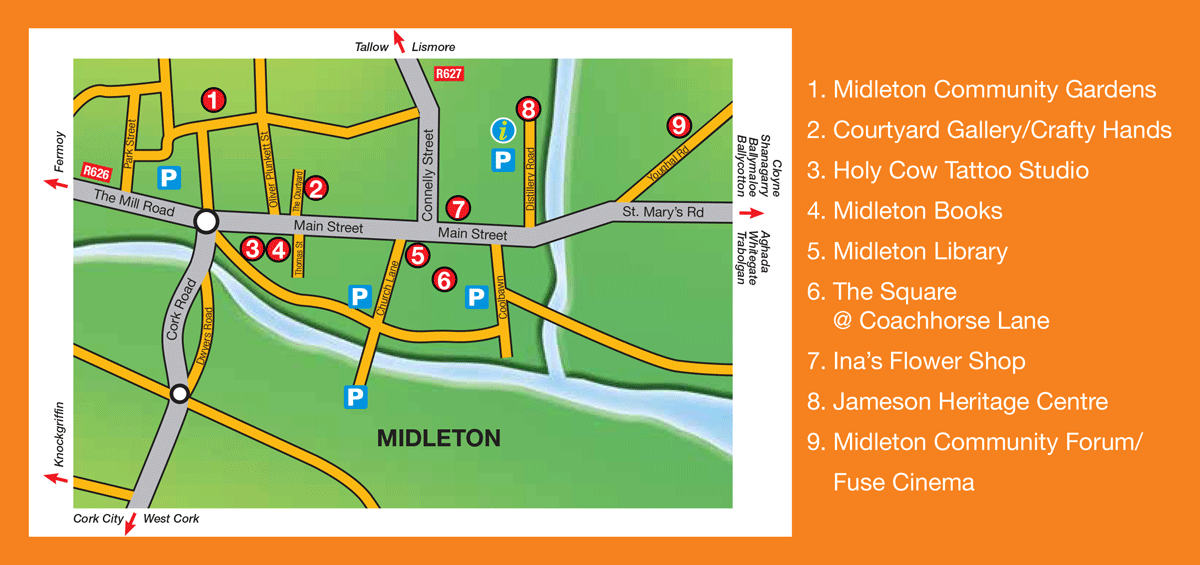 Tallow
Lismore
R627
1
8
i
9
Fermoy
Park Street
P
Oliver Plunkett St
Connelly Street
P
Distillery Road
Youghal Rd
Cloyne
Shanagarry
Ballymaloe
Ballycotton
R626
The Mill Road
The Courtyard
2
7
St. Mary's Rd
Main Street
Main Street
Aghada
Whitegate
Trabolgan
3
4
Thomas St
5
6
Church Lane
P
P
Coolbawn
Cork Road
Dwyers Road
P
MIDLETON
Knockgriffin
Cork City
West Cork
1. Midleton Community Gardens
2. Courtyard Gallery/Crafty Hands
3. Holy Cow Tattoo Studio
4. Midleton Books
5. Midleton Library
6. The Square
@ Coachhorse Lane
7. Ina's Flower Shop
8. Jameson Heritage Centre
9. Midleton Community Forum/
Fuse Cinema